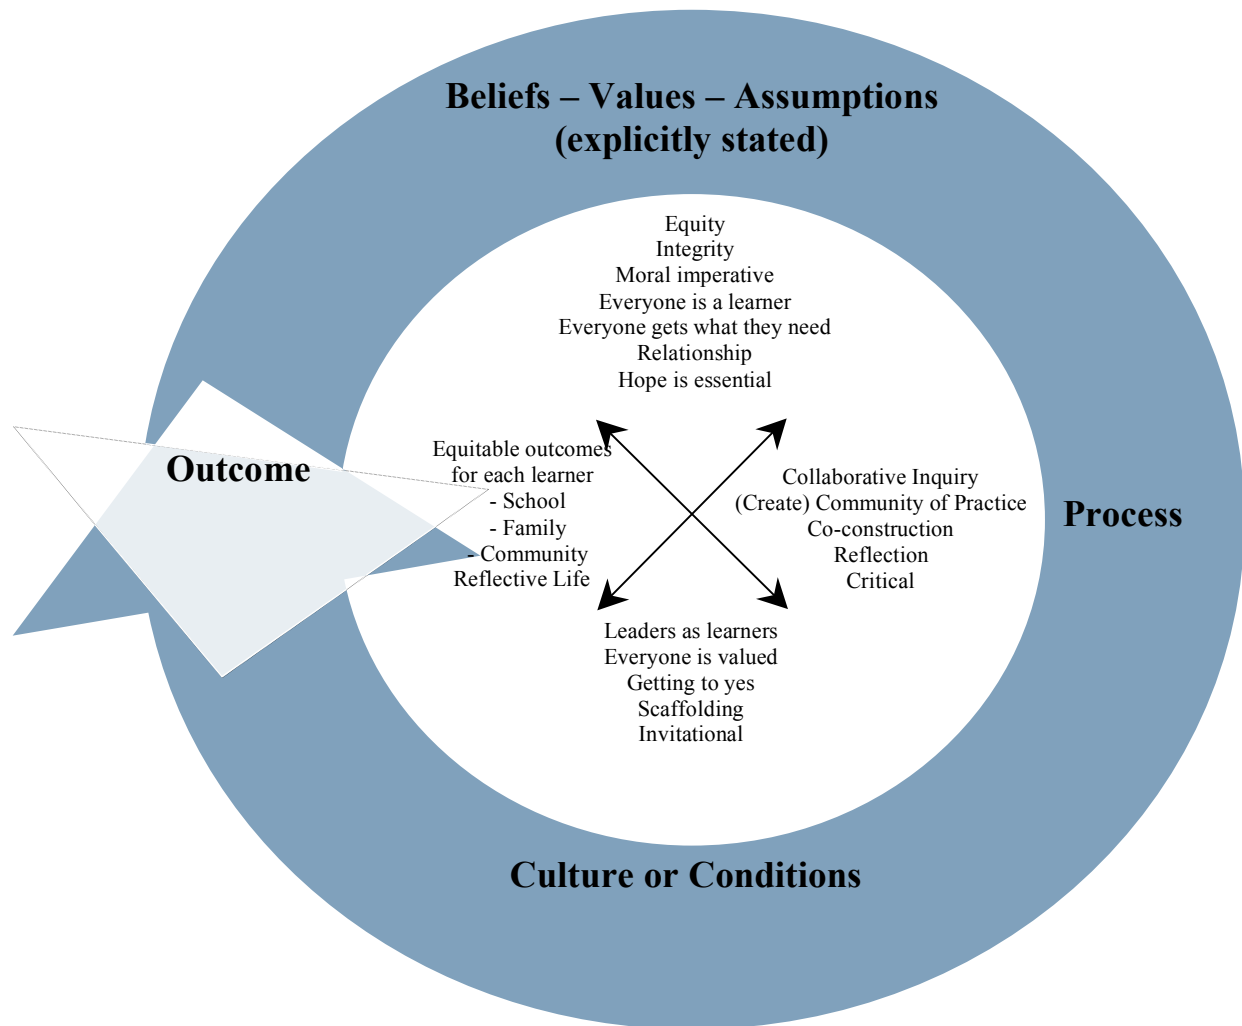 Beliefs – Values – Assumptions
(explicitly stated)
Equity
Integrity
Moral imperative
Everyone is a learner
Everyone gets what they need
Relationship
Hope is essential
Outcome
Equitable outcomes
for each learner
- School
- Family
- Community
Reflective Life
Collaborative Inquiry
(Create) Community of Practice
Co-construction
Reflection
Critical
Process
Leaders as learners
Everyone is valued
Getting to yes
Scaffolding
Invitational
Culture or Conditions